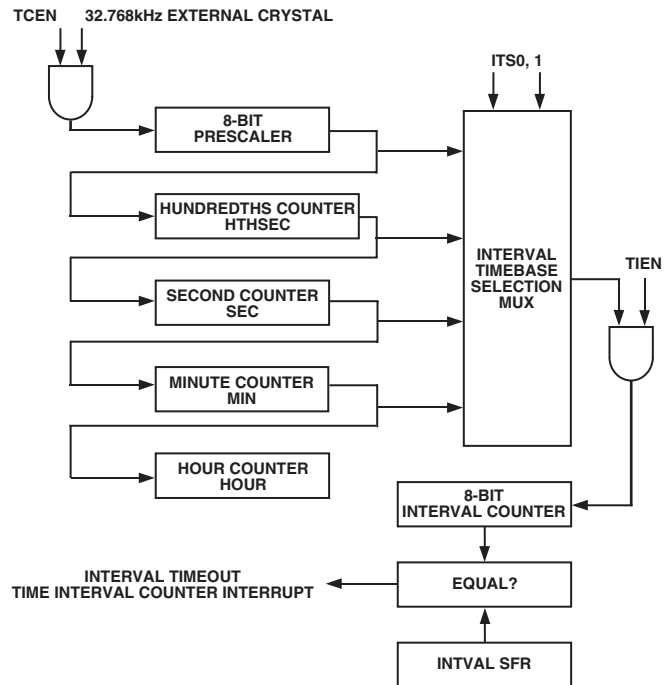 TCEN 32.768kHz EXTERNAL CRYSTAL
ITS0, 1
8-BIT
PRESCALER
HUNDREDTHS COUNTER
HTHSEC
INTERVAL
TIMEBASE
SELECTION
MUX
TIEN
SECOND COUNTER
SEC
MINUTE COUNTER
MIN
HOUR COUNTER
HOUR
8-BIT
INTERVAL COUNTER
INTERVAL TIMEOUT
TIME INTERVAL COUNTER INTERRUPT
EQUAL?
INTVAL SFR